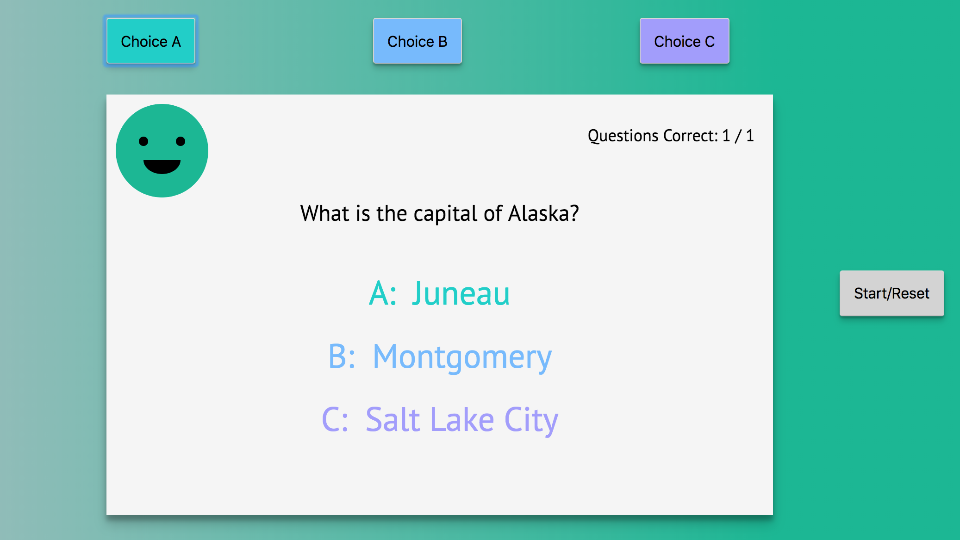 Choice A
Choice B
Choice C
Questions Correct: 1 / 1
What is the capital of Alaska?
A: Juneau
Start/Reset
B: Montgomery
C: Salt Lake City